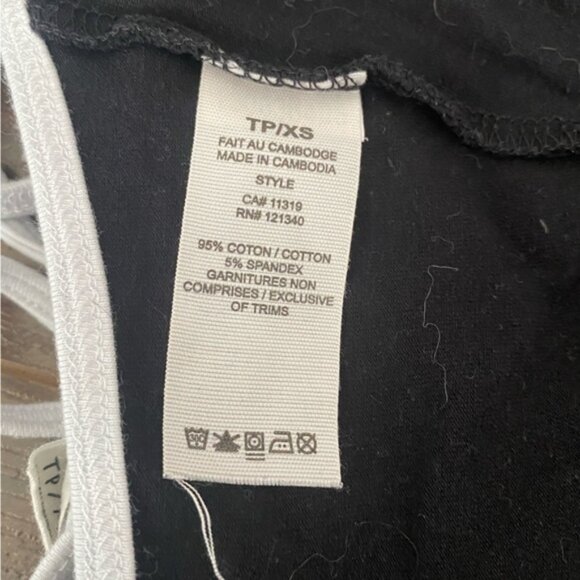 TP/XS
FAIT AU CAMBODGE
MADE IN CAMBODIA
STYLE
CA# 11319
RN# 121340
95% COTON / COTTON
5% SPANDEX
GARNITURES NON
COMPRISES / EXCLUSIVE
OF TRIMS
TP/